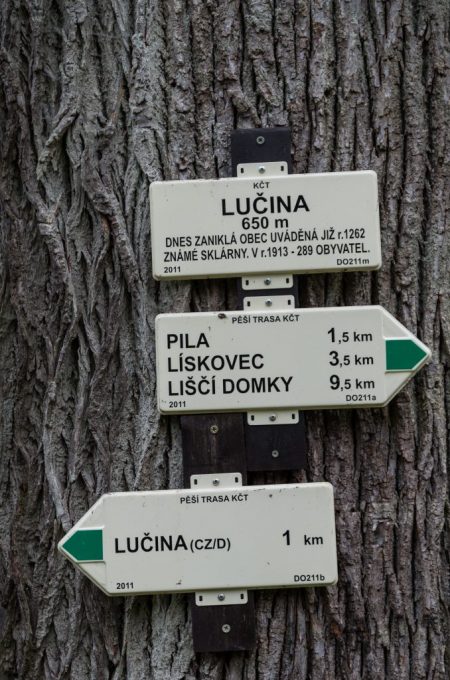 KČT
LUČINA
650 m
DNES ZANIKLÁ OBEC UVÁDĚNÁ JIŽ r.1262
ZNÁMÉ SKLÁRNY. V r.1913 - 289 OBYVATEL.
2011 DO211m
PĚŠÍ TRASA KČT
PILA 1,5 km
LÍSKOVEC 3,5 km
LIŠČÍ DOMKY 9,5 km
2011 DO211a
PĚŠÍ TRASA KČT
LUČINA (CZ/D) 1 km
2011 DO211b